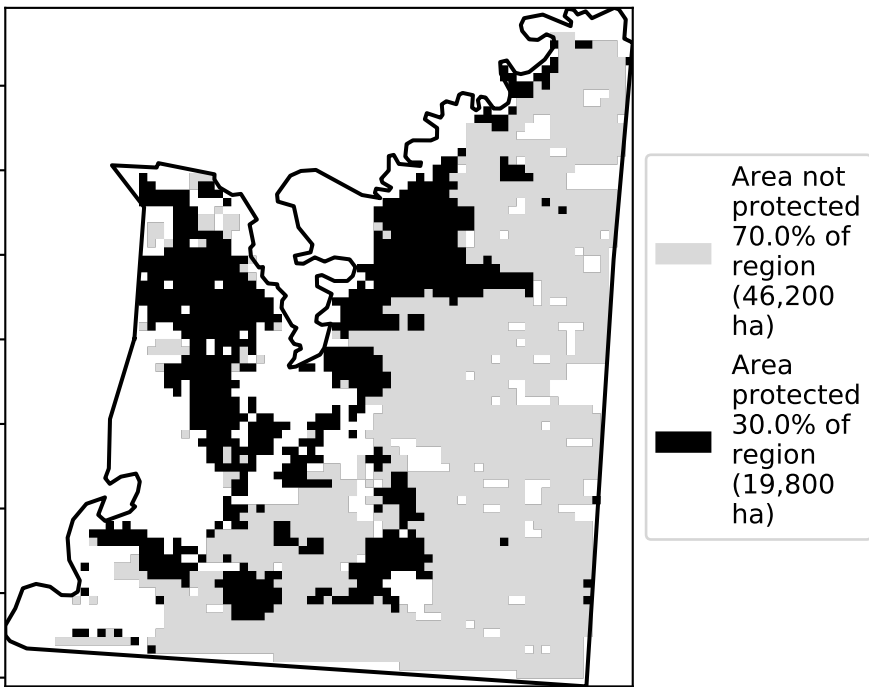 Area not
protected
70.0% of
region
(46,200
ha)
Area
protected
30.0% of
region
(19,800
ha)